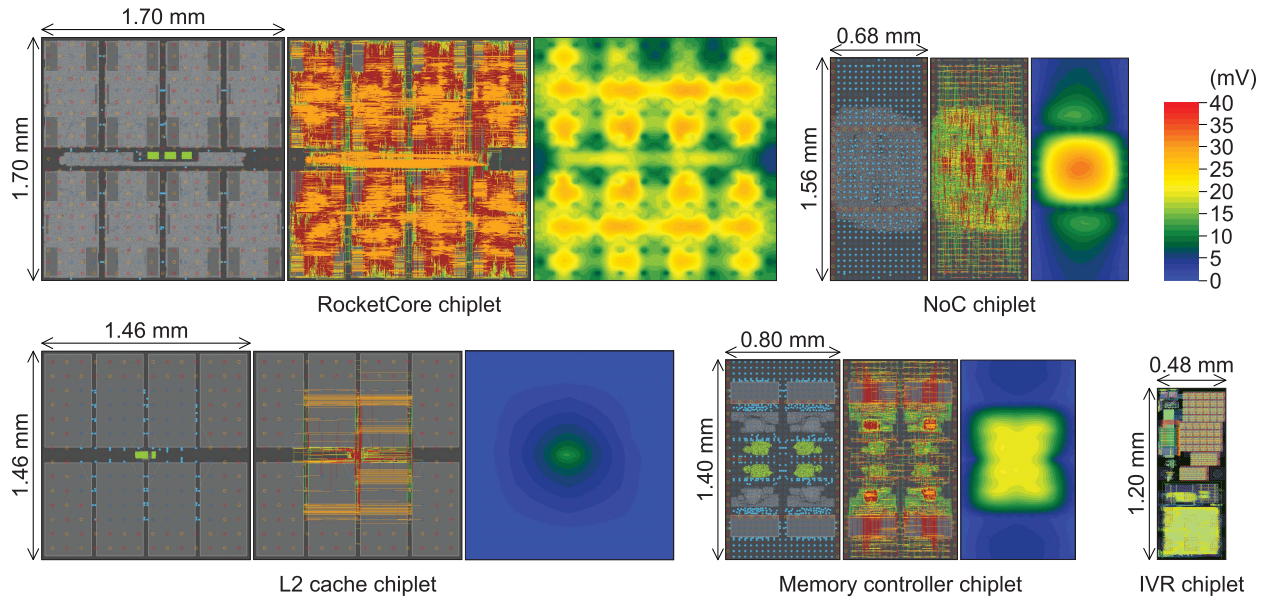 1.70 mm
1.70 mm
RocketCore chiplet
0.68 mm
1.56 mm
NoC chiplet
(mV)
40
35
30
25
20
15
10
5
0
1.46 mm
1.46 mm
L2 cache chiplet
0.80 mm
1.40 mm
Memory controller chiplet
0.48 mm
1.20 mm
IVR chiplet